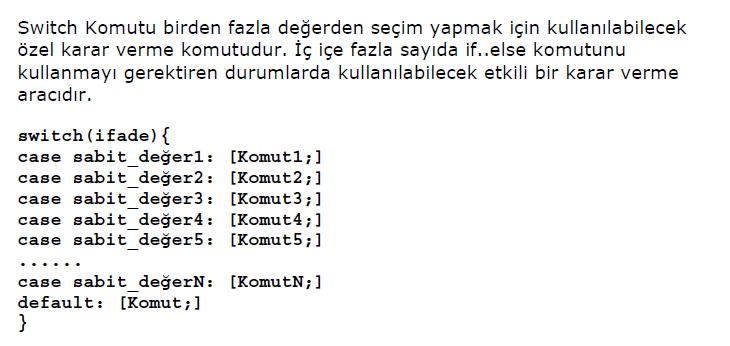 Switch Komutu birden fazla değerden seçim yapmak için kullanılabilecek
özel karar verme komutudur. İç içe fazla sayıda if..else komutunu
kullanmayı gerektiren durumlarda kullanılabilecek etkili bir karar verme
aracıdır.
switch(ifade){
case sabit_değer1: [Komut1;]
case sabit_değer2: [Komut2;]
case sabit_değer3: [Komut3;]
case sabit_değer4: [Komut4;]
case sabit_değer5: [Komut5;]
......
case sabit_değerN: [KomutN;]
default: [Komut;]
}